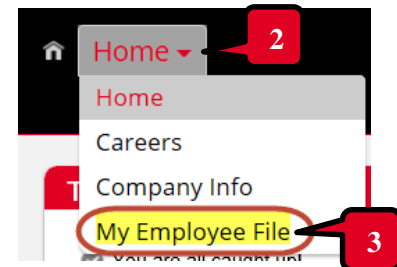 Home
2
Home
Careers
Company Info
T
My Employee File
3
You are all caught up!